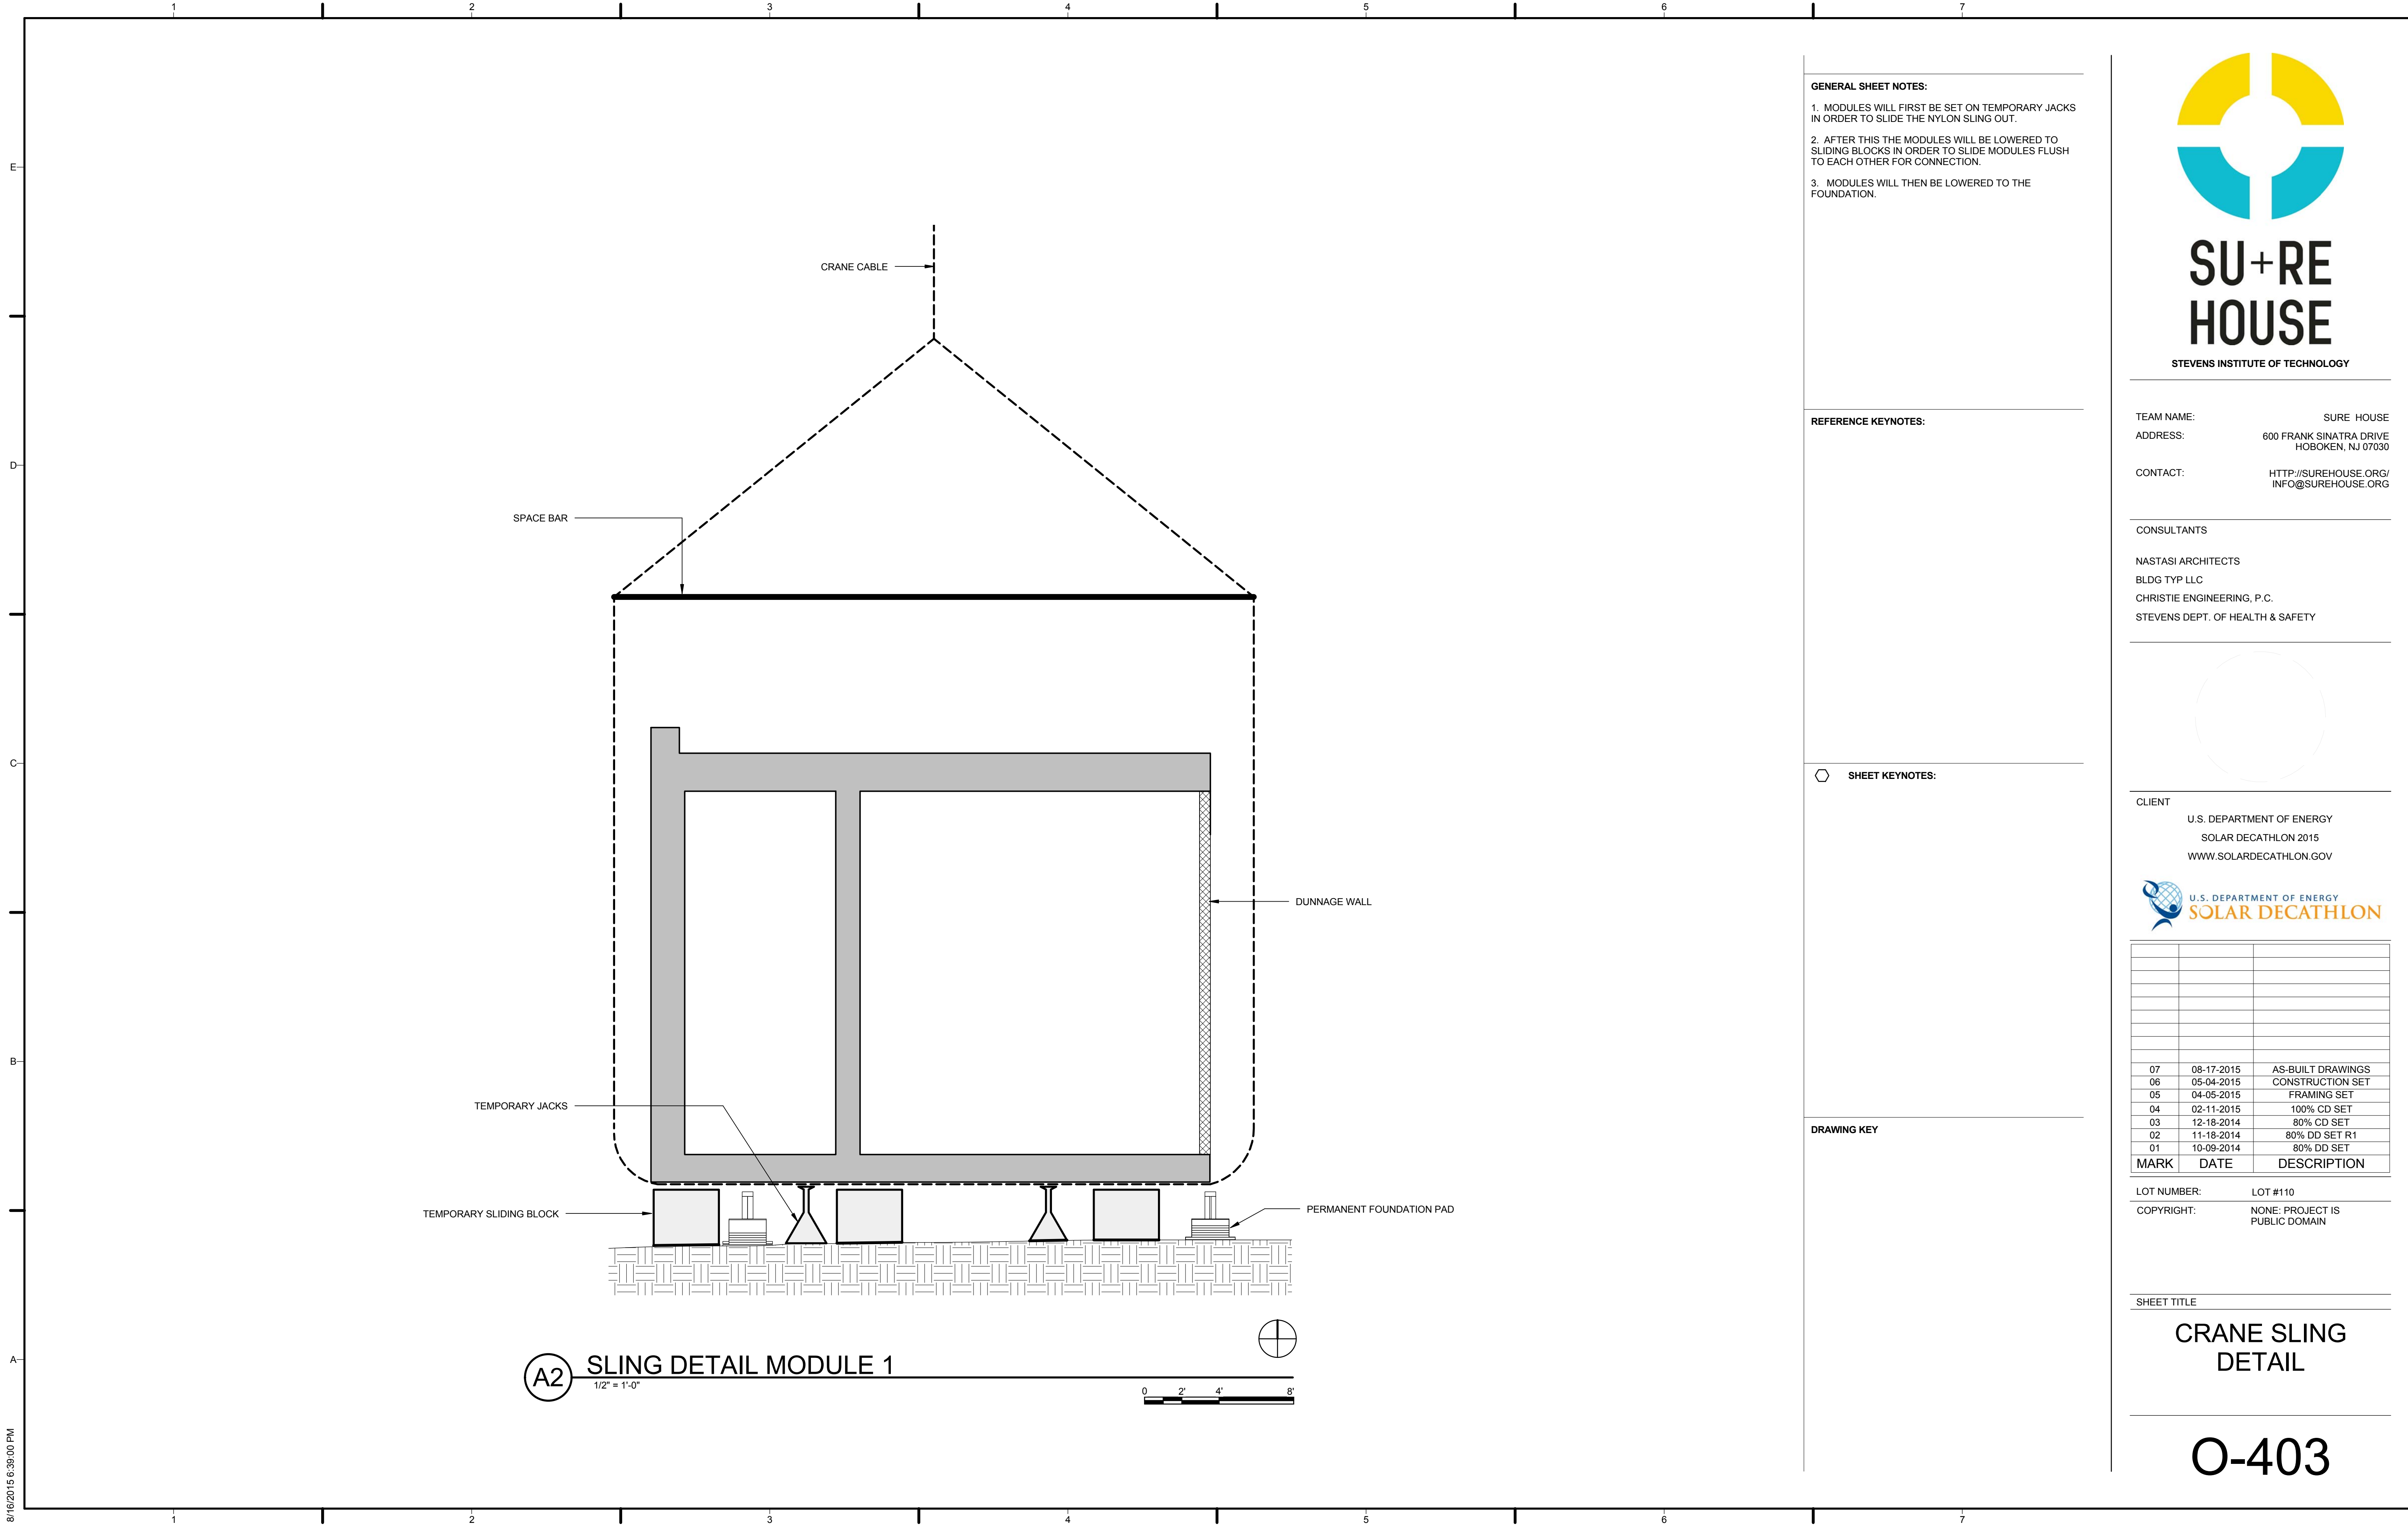 1 2 3 4 5 6 7
GENERAL SHEET NOTES:
1. MODULES WILL FIRST BE SET ON TEMPORARY JACKS
IN ORDER TO SLIDE THE NYLON SLING OUT.
2. AFTER THIS THE MODULES WILL BE LOWERED TO
SLIDING BLOCKS IN ORDER TO SLIDE MODULES FLUSH
TO EACH OTHER FOR CONNECTION.
3. MODULES WILL THEN BE LOWERED TO THE
FOUNDATION.
REFERENCE KEYNOTES:
SHEET KEYNOTES:
DRAWING KEY
E
D
C
B
A
CRANE CABLE
SPACE BAR
DUNNAGE WALL
TEMPORARY JACKS
TEMPORARY SLIDING BLOCK
PERMANENT FOUNDATION PAD
A2
SLING DETAIL MODULE 1
1/2" = 1'-0"
0 2' 4' 8'
SU+RE
HOUSE
STEVENS INSTITUTE OF TECHNOLOGY
TEAM NAME: SURE HOUSE
ADDRESS: 600 FRANK SINATRA DRIVE
HOBOKEN, NJ 07030
CONTACT: HTTP://SUREHOUSE.ORG/
INFO@SUREHOUSE.ORG
CONSULTANTS
NASTASI ARCHITECTS
BLDG TYP LLC
CHRISTIE ENGINEERING, P.C.
STEVENS DEPT. OF HEALTH & SAFETY
CLIENT
U.S. DEPARTMENT OF ENERGY
SOLAR DECATHLON 2015
WWW.SOLARDECATHLON.GOV
U.S. DEPARTMENT OF ENERGY
SOLAR DECATHLON
07 08-17-2015 AS-BUILT DRAWINGS
06 05-04-2015 CONSTRUCTION SET
05 04-05-2015 FRAMING SET
04 02-11-2015 100% CD SET
03 12-18-2014 80% CD SET
02 11-18-2014 80% DD SET R1
01 10-09-2014 80% DD SET
MARK DATE DESCRIPTION
LOT NUMBER: LOT #110
COPYRIGHT: NONE: PROJECT IS
PUBLIC DOMAIN
SHEET TITLE
CRANE SLING
DETAIL
O-403
8/16/2015 6:39:00 PM
1 2 3 4 5 6 7